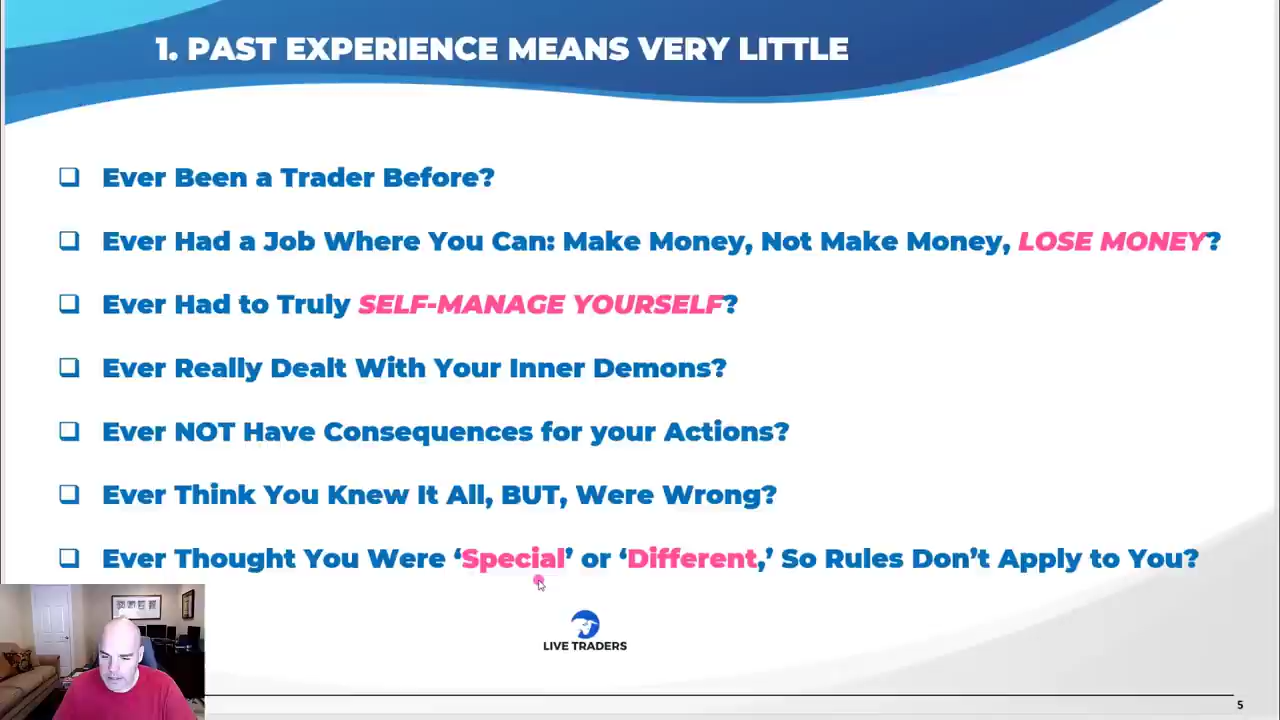 1. PAST EXPERIENCE MEANS VERY LITTLE
Ever Been a Trader Before?
Ever Had a Job Where You Can: Make Money, Not Make Money, LOSE MONEY?
Ever Had to Truly SELF-MANAGE YOURSELF?
Ever Really Dealt With Your Inner Demons?
Ever NOT Have Consequences for your Actions?
Ever Think You Knew It All, BUT, Were Wrong?
Ever Thought You Were ‘Special’ or ‘Different,’ So Rules Don’t Apply to You?
LIVE TRADERS
5